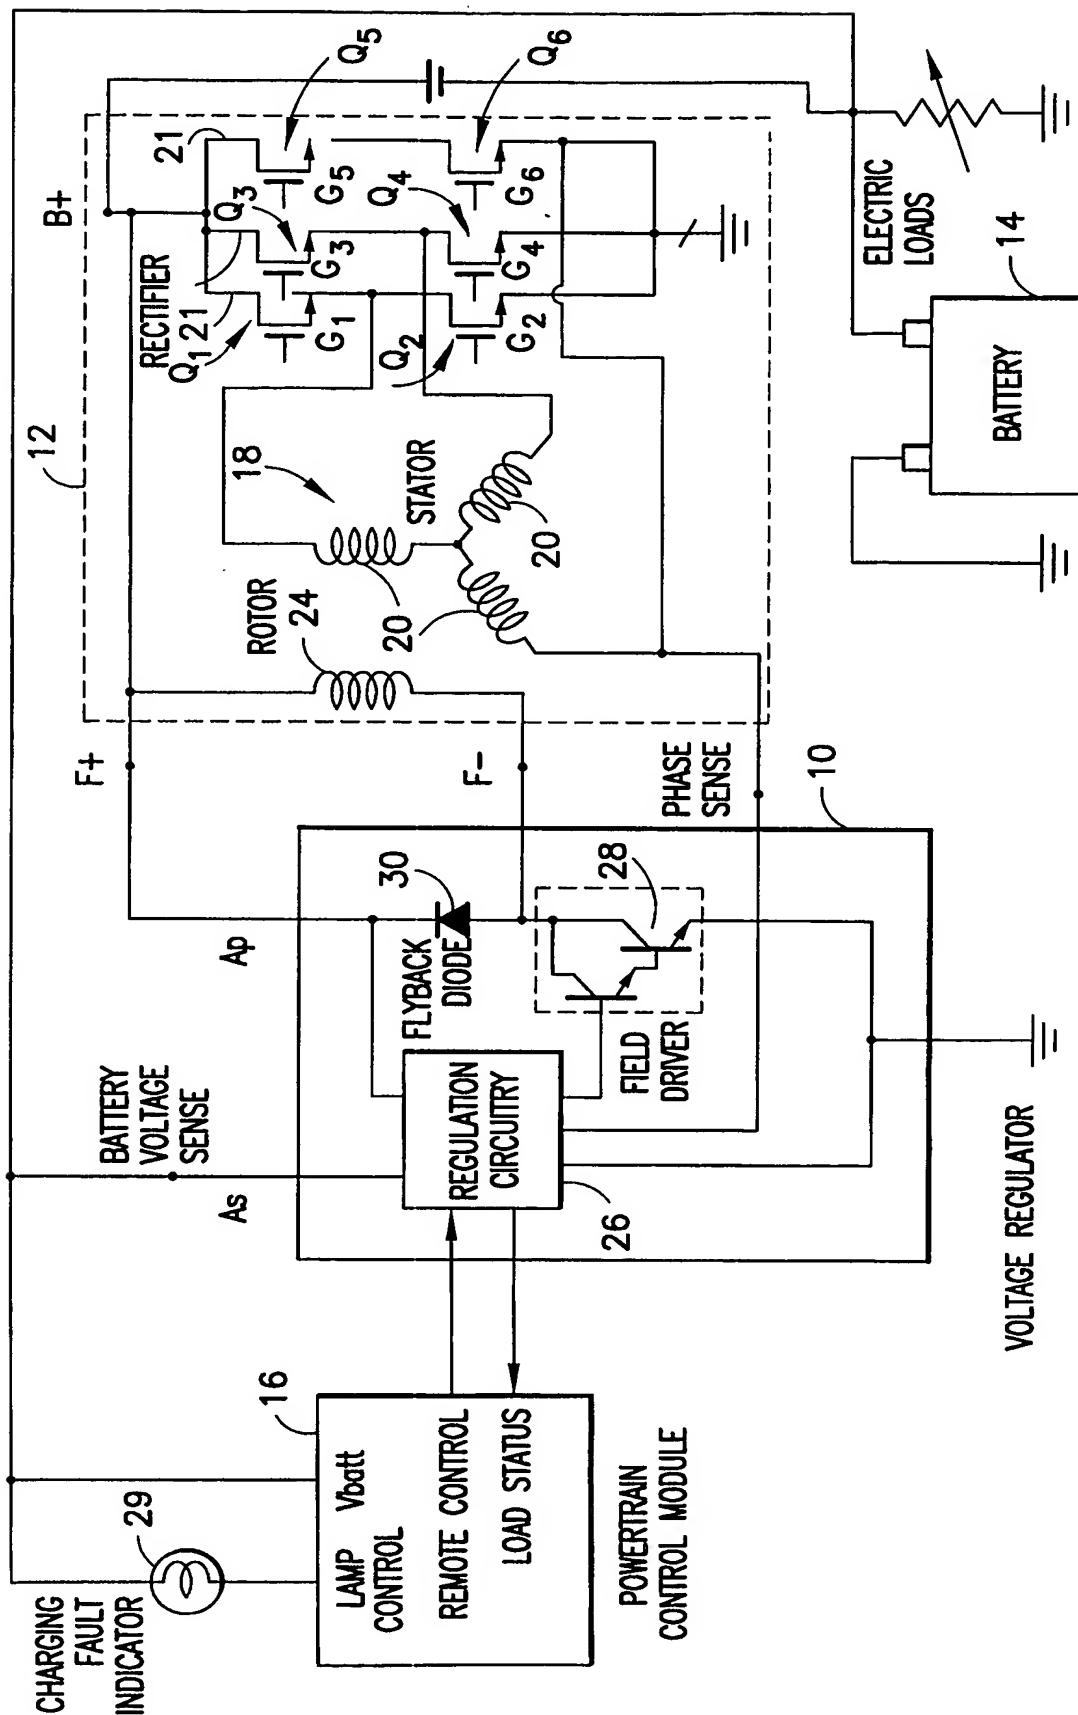 CHARGING
FAULT
INDICATOR
29
16
LAMP
CONTROL
Vbatt
REMOTE CONTROL
LOAD STATUS
POWERTRAIN
CONTROL MODULE
BATTERY
VOLTAGE
SENSE
As
Ap
FLYBACK
DIODE
30
REGULATION
CIRCUITRY
26
FIELD
DRIVER
28
10
VOLTAGE REGULATOR
F+
F-
PHASE
SENSE
12
ROTOR
24
18
STATOR
20
20
20
B+
RECTIFIER
21
21
Q1
Q3
Q5
G1
G3
G5
Q2
Q4
Q6
G2
G4
G6
ELECTRIC
LOADS
14
BATTERY